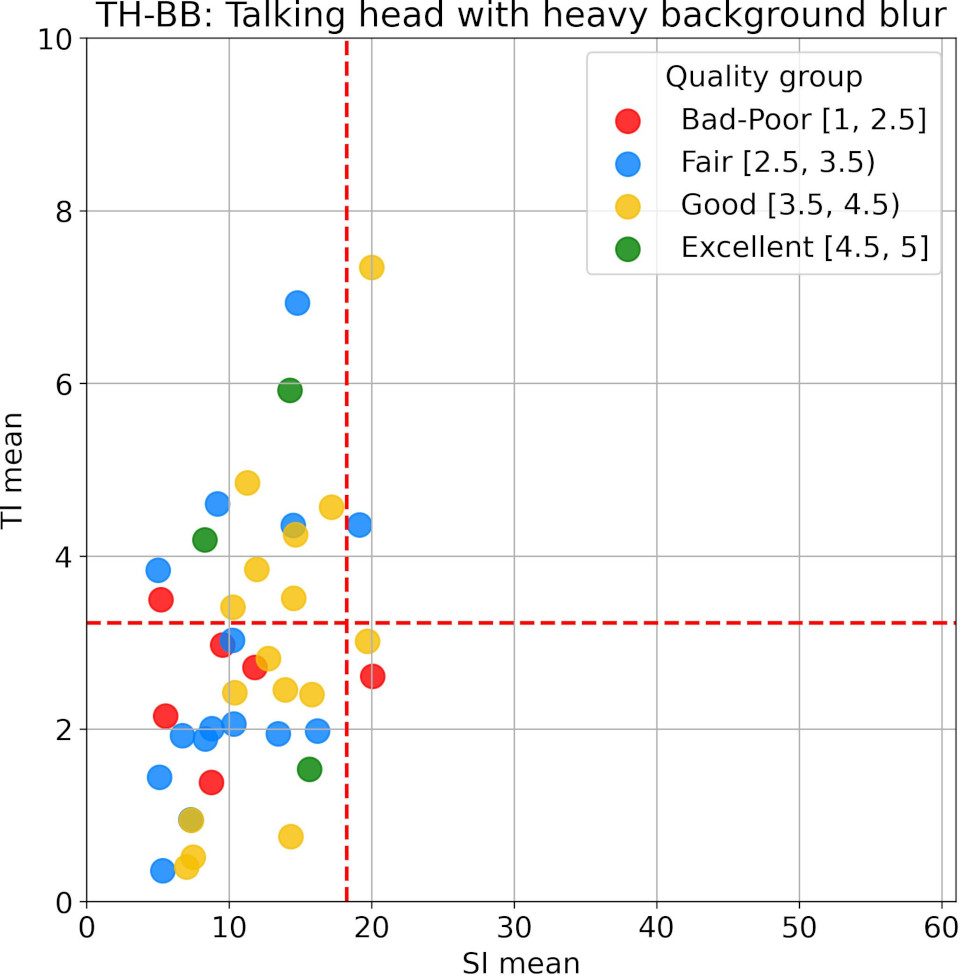 TH-BB: Talking head with heavy background blur
10
Quality group
Bad-Poor [1, 2.5]
Fair [2.5, 3.5)
Good [3.5, 4.5)
Excellent [4.5, 5]
8
6
4
2
0
TI mean
0 10 20 30 40 50 60
SI mean